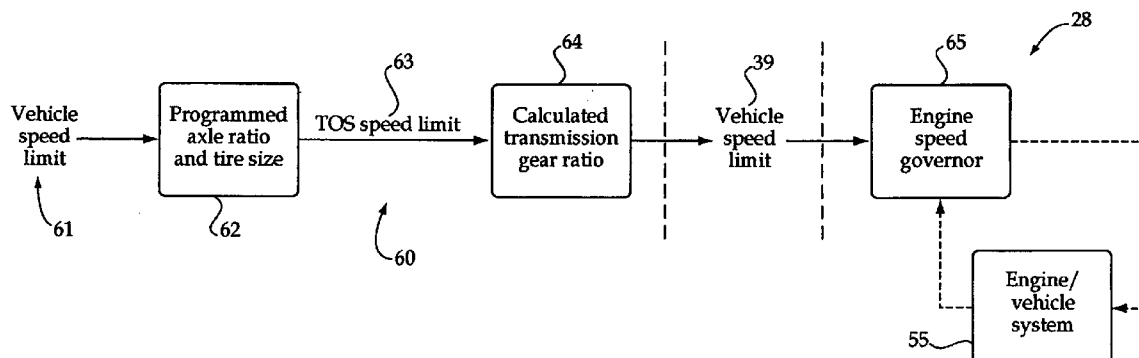 Vehicle
speed
limit
61
Programmed
axle ratio
and tire size
62
TOS speed limit
63
60
Calculated
transmission
gear ratio
64
Vehicle
speed
limit
39
Engine
speed
governor
65
28
Engine/
vehicle
system
55